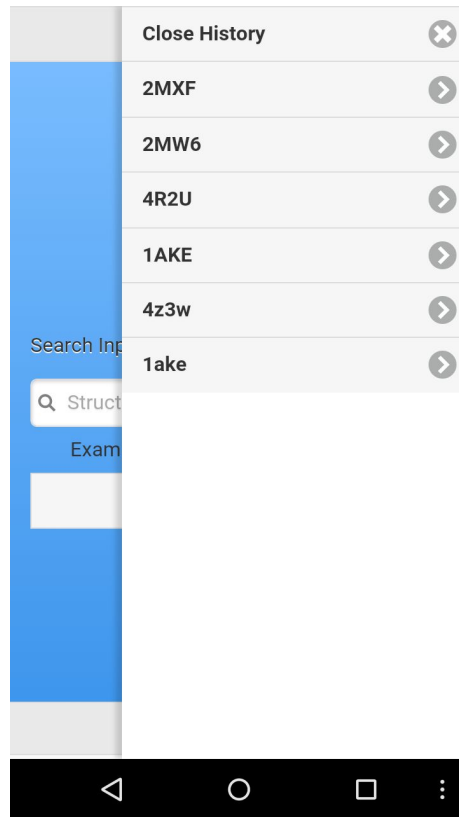 Close History
2MXF
2MW6
4R2U
1AKE
4z3w
1ake
Search Inp
Struct
Exam